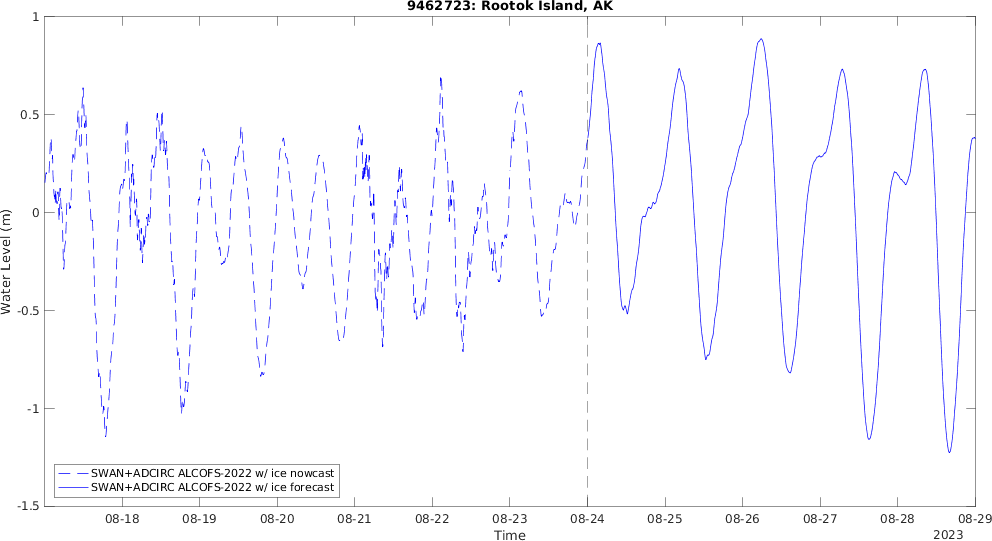 9462723: Rootok Island, AK
1
0.5
0
-0.5
-1
-1.5
Water Level (m)
SWAN+ADCIRC ALCOFS-2022 w/ ice nowcast
SWAN+ADCIRC ALCOFS-2022 w/ ice forecast
08-18 08-19 08-20 08-21 08-22 08-23 08-24 08-25 08-26 08-27 08-28 08-29
Time
2023